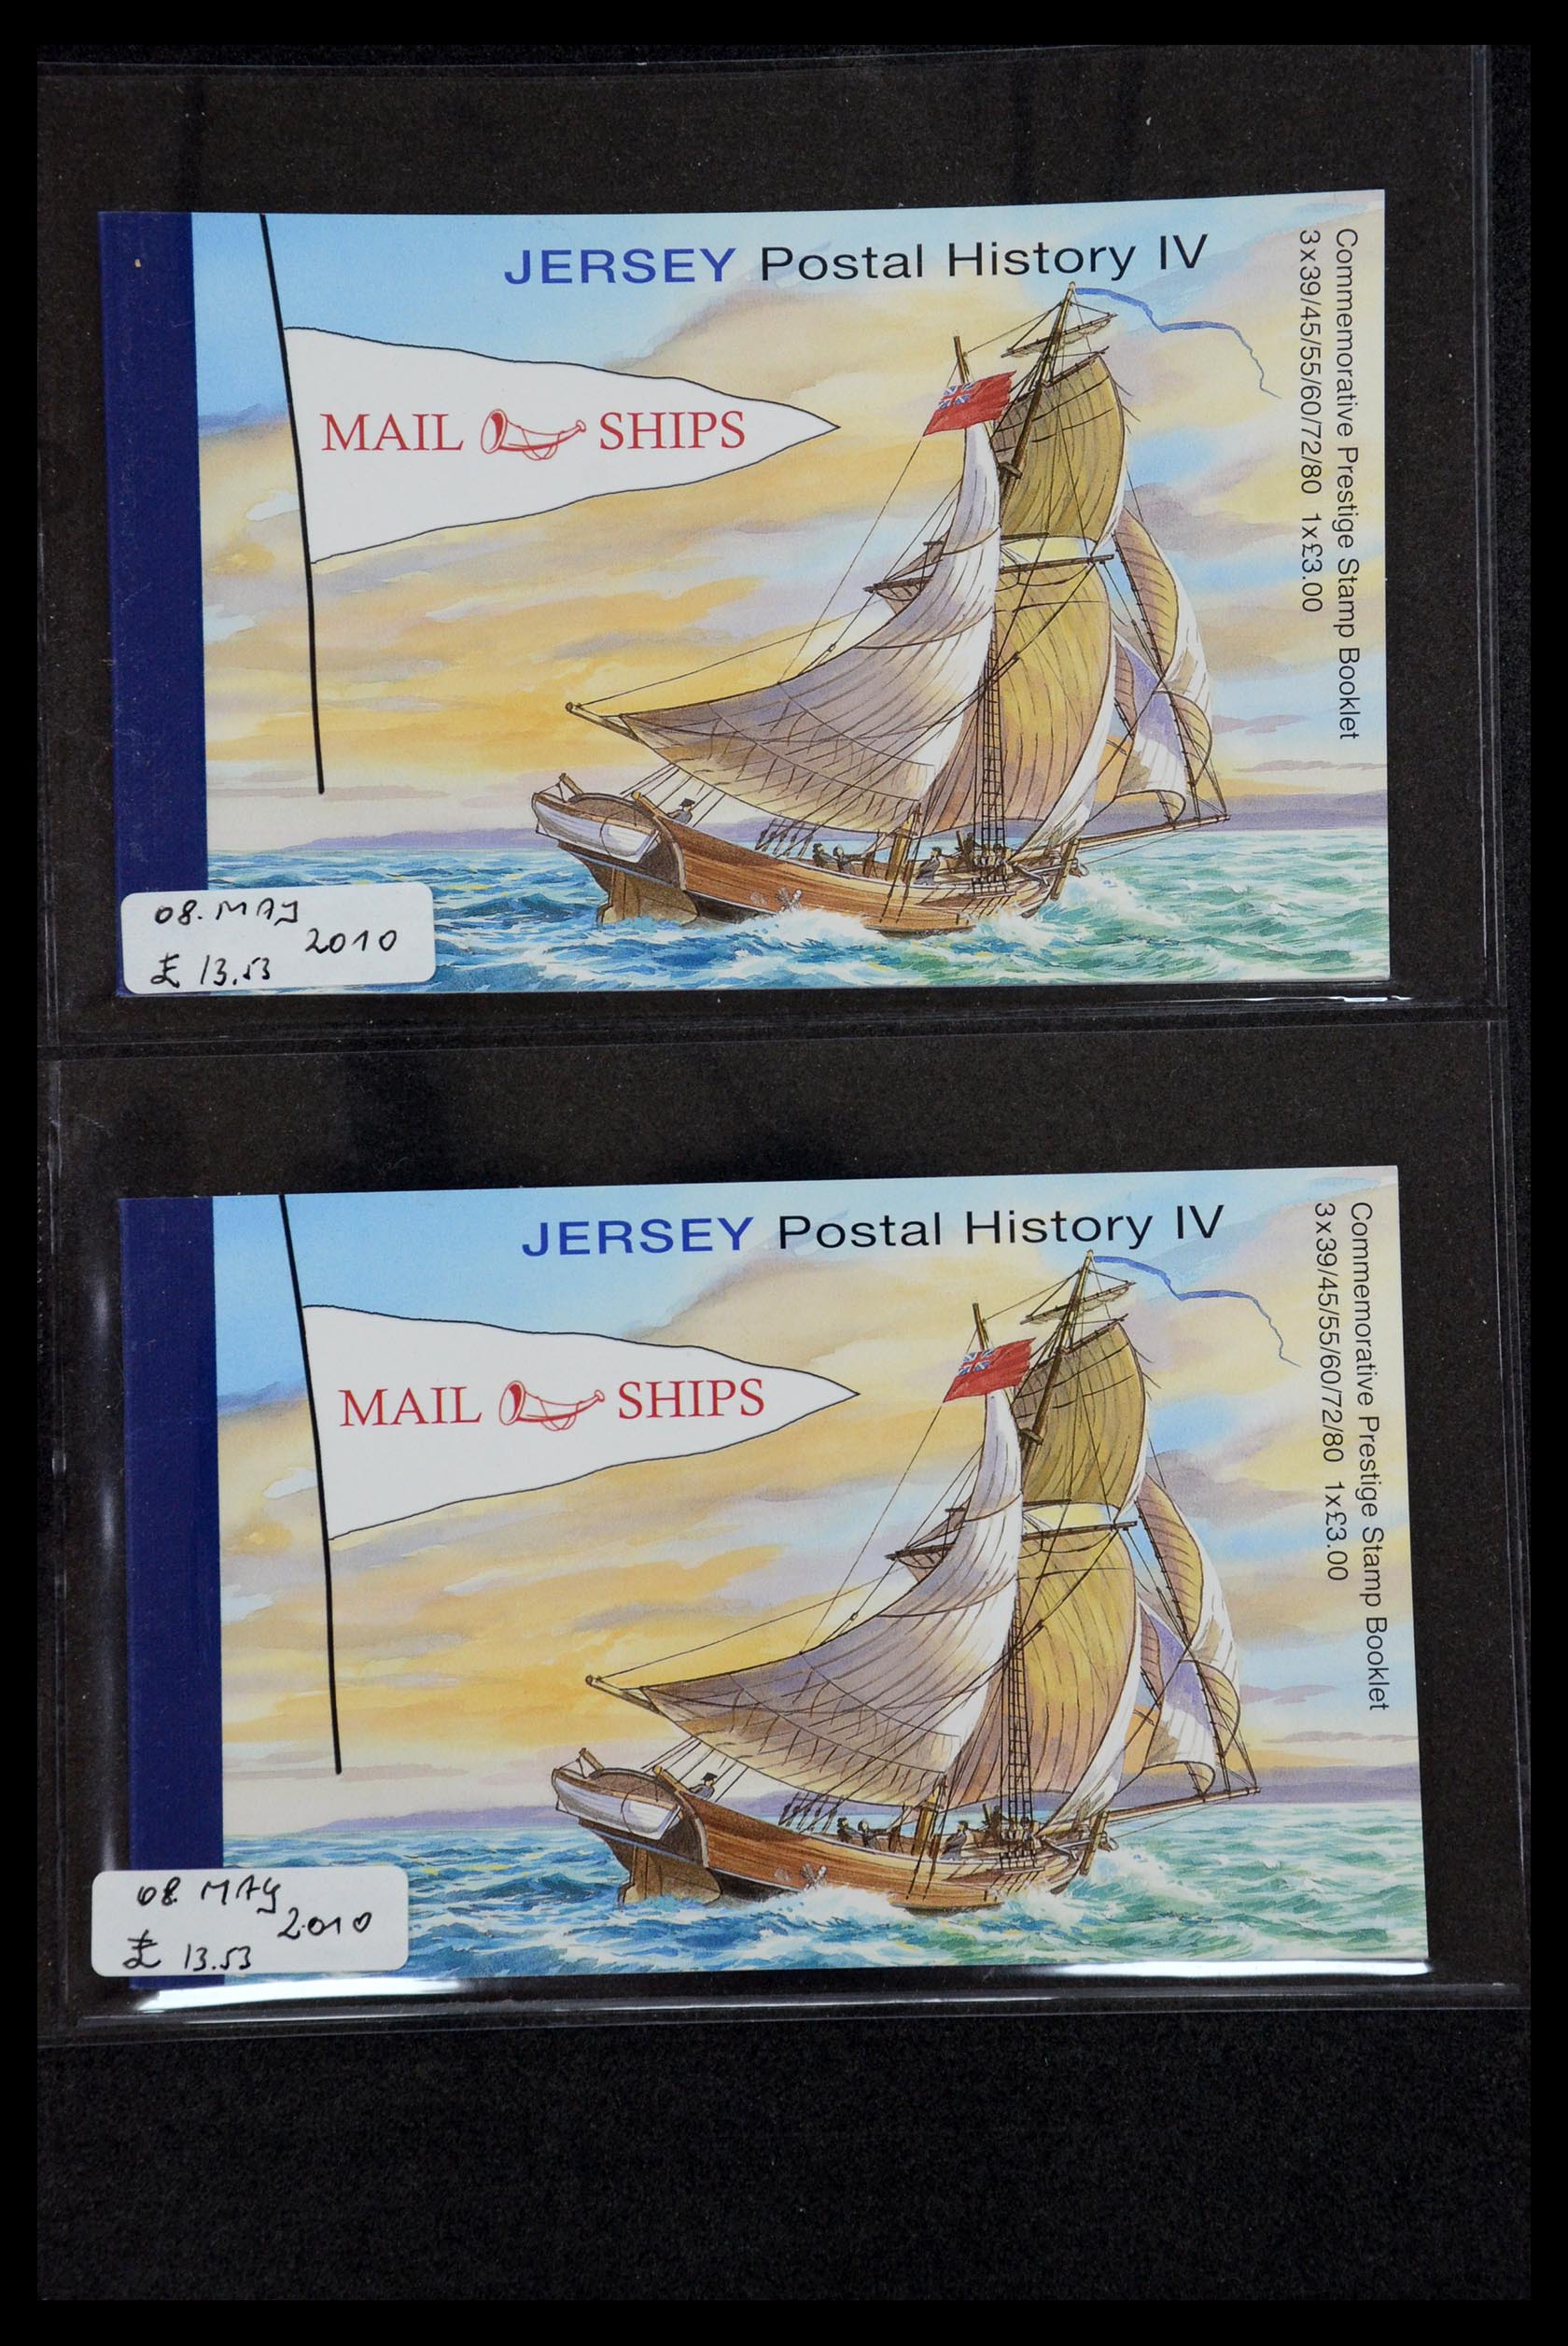 JERSEY Postal History IV
MAIL SHIPS
Commemorative Prestige Stamp Booklet
3x39/45/55/60/72/80 1x£3.00
08. MAY
2010
£ 13.53
JERSEY Postal History IV
MAIL SHIPS
Commemorative Prestige Stamp Booklet
3x39/45/55/60/72/80 1x£3.00
08 MAY
2010
£ 13.53